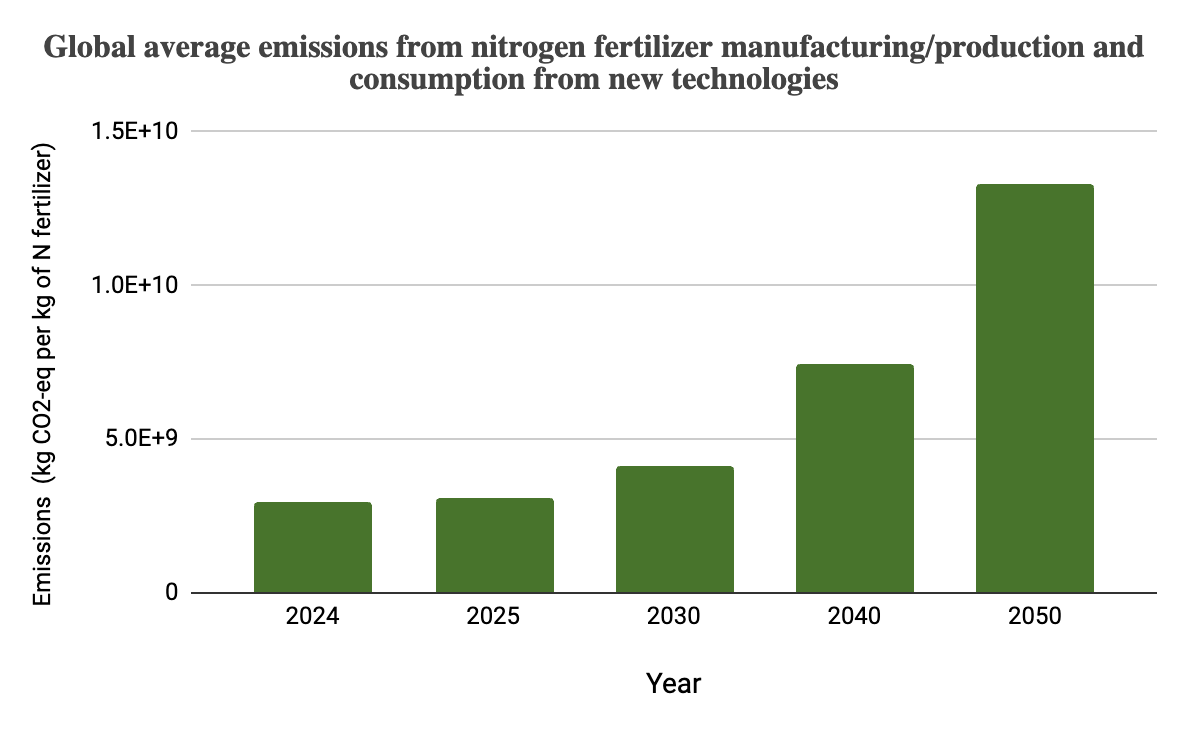 Global average emissions from nitrogen fertilizer manufacturing/production and
consumption from new technologies
Emissions (kg CO2-eq per kg of N fertilizer)
1.5E+10
1.0E+10
5.0E+9
0
2024
2025
2030
2040
2050
Year